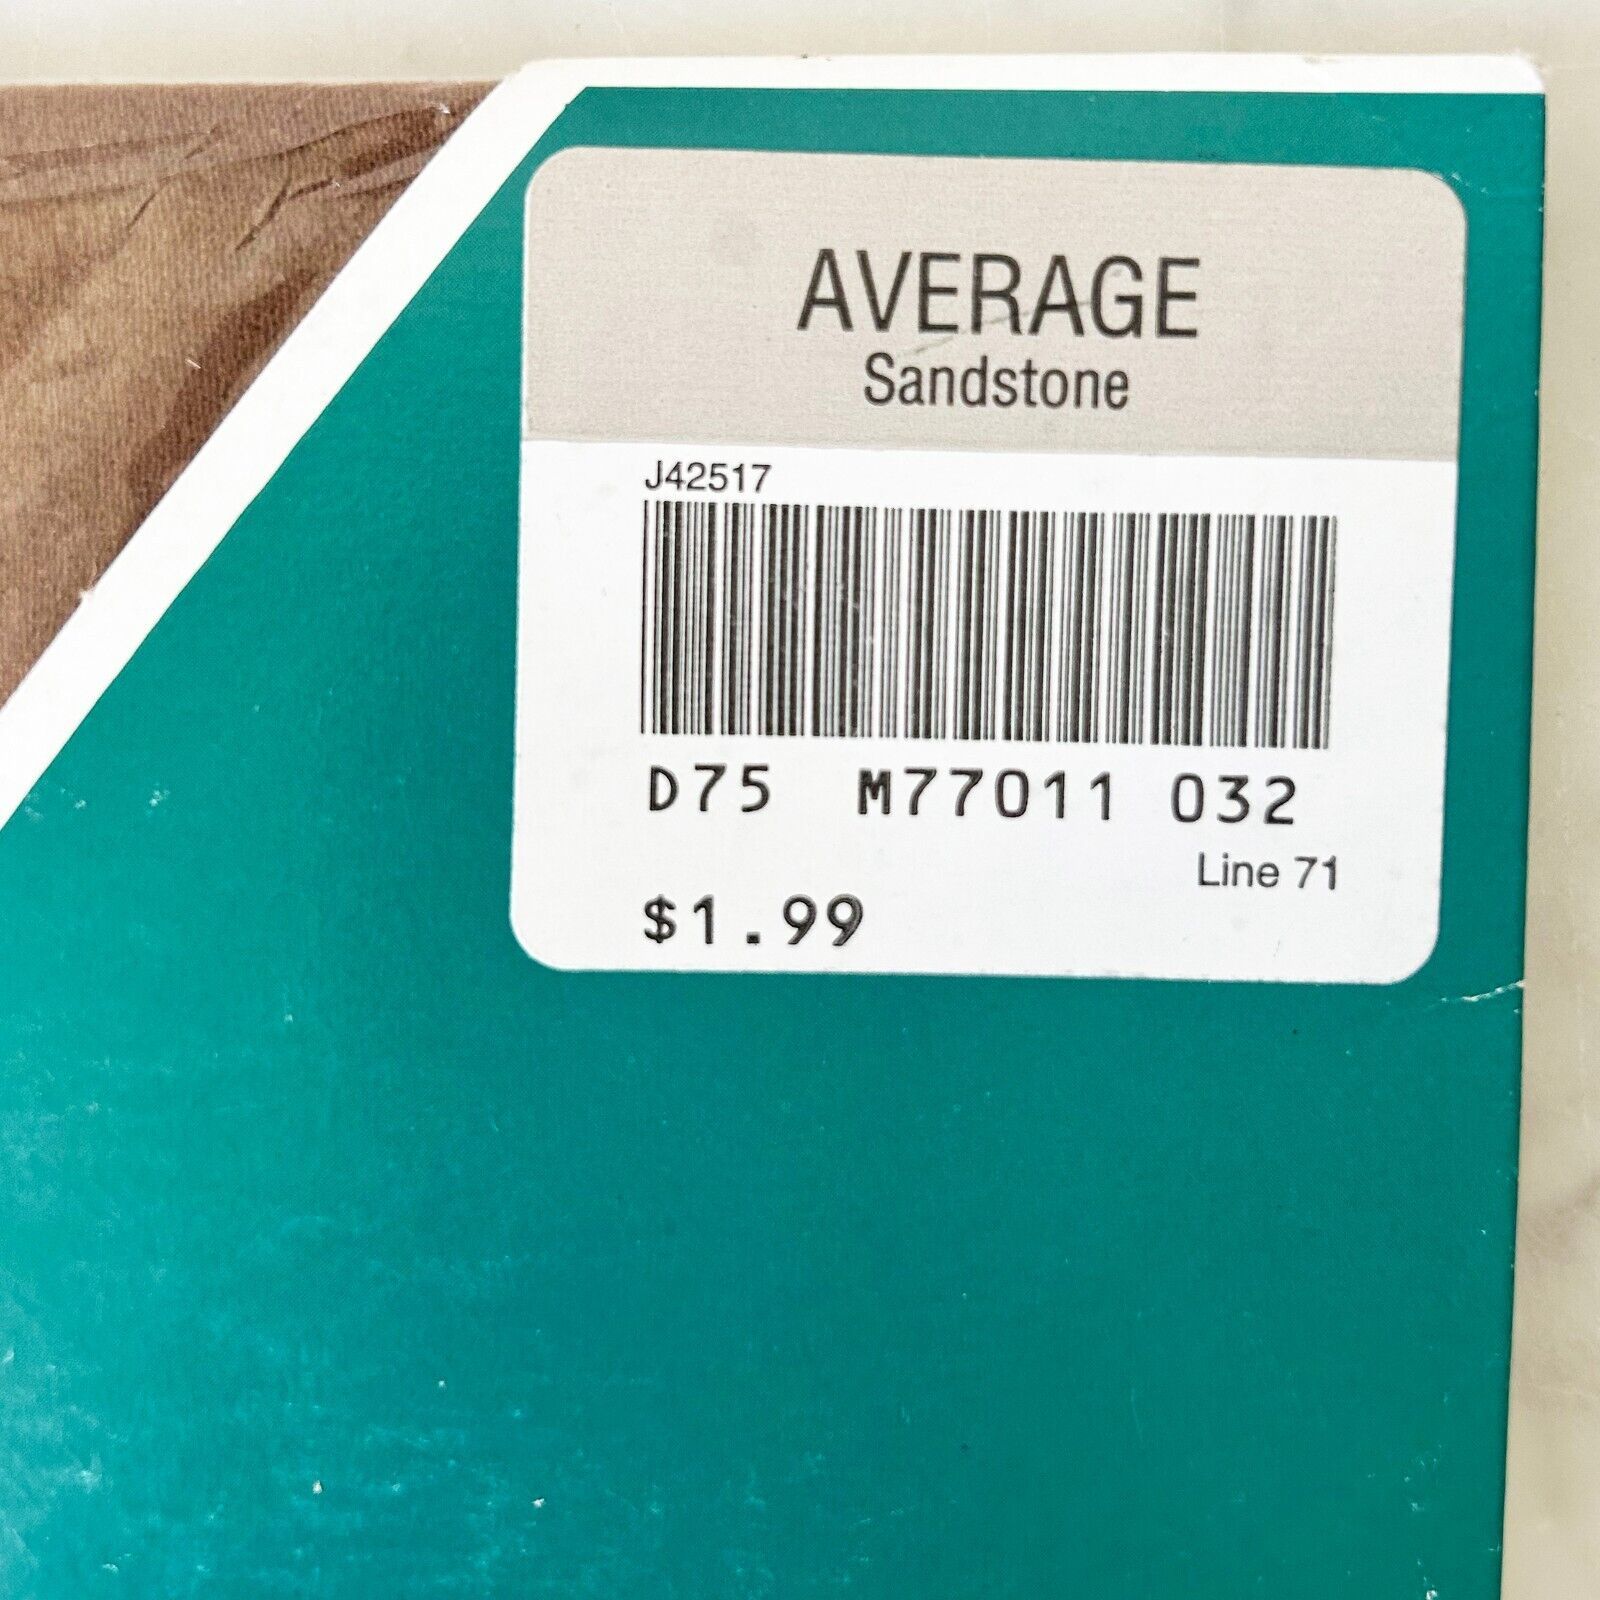 AVERAGE
Sandstone
J42517
D75 M77011 032
Line 71
$1.99